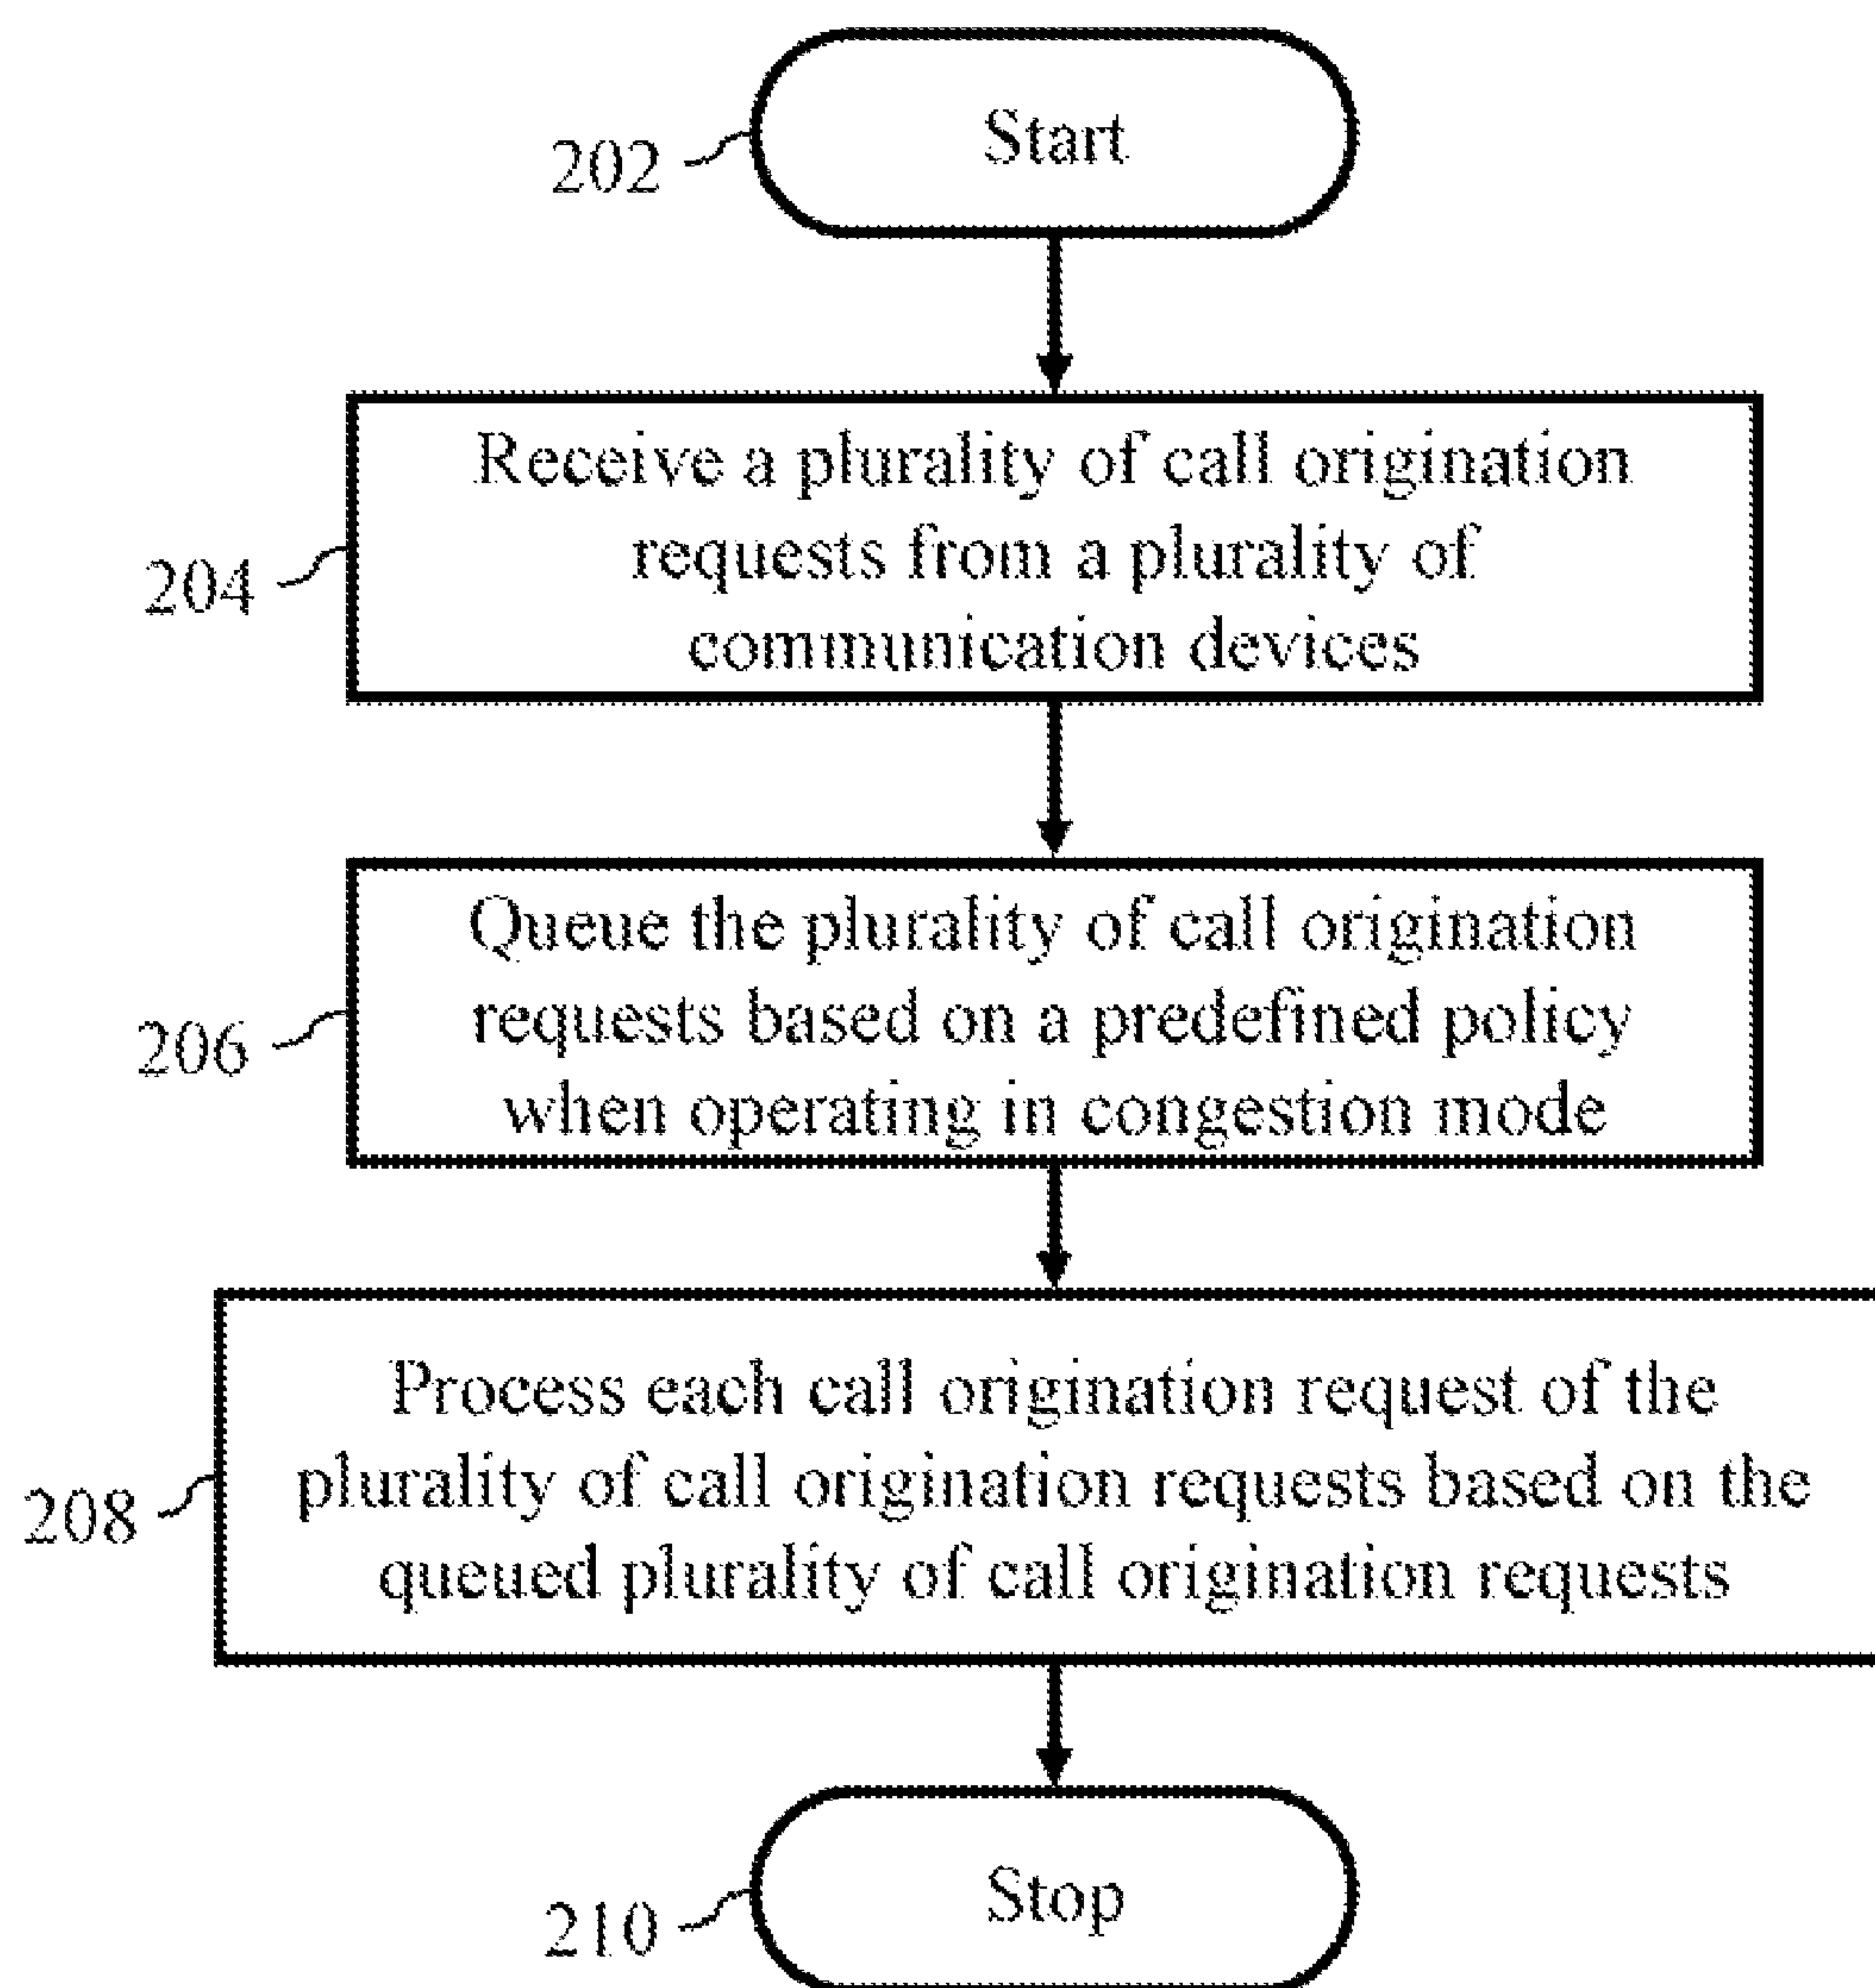 Start
202
Receive a plurality of call origination
requests from a plurality of
communication devices
204
Queue the plurality of call origination
requests based on a predefined policy
when operating in congestion mode
206
Process each call origination request of the
plurality of call origination requests based on the
queued plurality of call origination requests
208
Stop
210